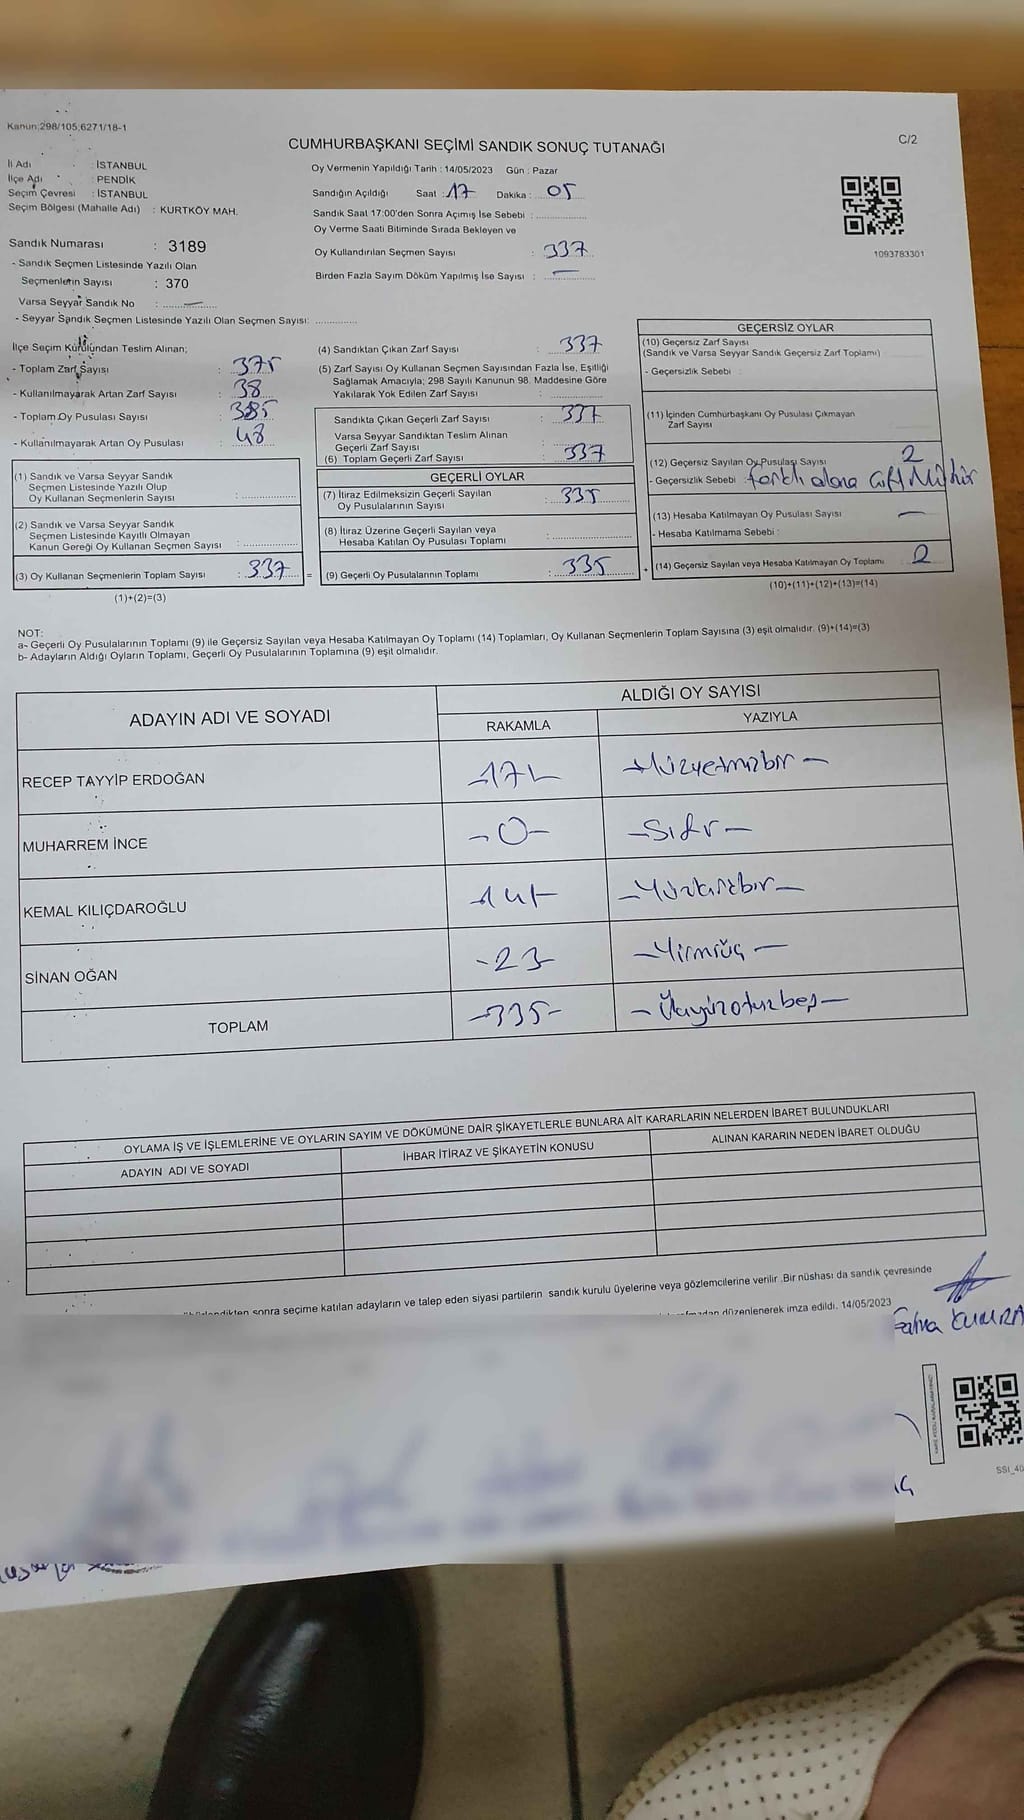 Kanun:298/105,6271/18-1
C/2
CUMHURBAŞKANI SEÇİMİ SANDIK SONUÇ TUTANAĞI
İl Adı : İSTANBUL
İlçe Adı : PENDİK
Seçim Çevresi : İSTANBUL
Seçim Bölgesi (Mahalle Adı) : KURTKÖY MAH.
Oy Vermenin Yapıldığı Tarih : 14/05/2023 Gün : Pazar
Sandığın Açıldığı Saat : 17 Dakika : 05
Sandık Saat 17:00'den Sonra Açımış İse Sebebi :
Oy Verme Saati Bitiminde Sırada Bekleyen ve
Oy Kullandırılan Seçmen Sayısı : 337
Birden Fazla Sayım Döküm Yapılmış İse Sayısı : —
1093783301
Sandık Numarası : 3189
- Sandık Seçmen Listesinde Yazılı Olan
Seçmenlerin Sayısı : 370
Varsa Seyyar Sandık No : —
- Seyyar Sandık Seçmen Listesinde Yazılı Olan Seçmen Sayısı:
İlçe Seçim Kurulundan Teslim Alınan;
- Toplam Zarf Sayısı : 375
- Kullanılmayarak Artan Zarf Sayısı : 38
- Toplam Oy Pusulası Sayısı : 385
- Kullanılmayarak Artan Oy Pusulası : 48
(1) Sandık ve Varsa Seyyar Sandık
Seçmen Listesinde Yazılı Olup
Oy Kullanan Seçmenlerin Sayısı :
(2) Sandık ve Varsa Seyyar Sandık
Seçmen Listesinde Kayıtlı Olmayan
Kanun Gereği Oy Kullanan Seçmen Sayısı :
(3) Oy Kullanan Seçmenlerin Toplam Sayısı : 337 =
(1)+(2)=(3)
(4) Sandıktan Çıkan Zarf Sayısı : 337
(5) Zarf Sayısı Oy Kullanan Seçmen Sayısından Fazla İse, Eşitliği
Sağlamak Amacıyla; 298 Sayılı Kanunun 98. Maddesine Göre
Yakılarak Yok Edilen Zarf Sayısı :
Sandıkta Çıkan Geçerli Zarf Sayısı : 337
Varsa Seyyar Sandıktan Teslim Alınan
Geçerli Zarf Sayısı :
(6) Toplam Geçerli Zarf Sayısı : 337
GEÇERLİ OYLAR
(7) İtiraz Edilmeksizin Geçerli Sayılan
Oy Pusulalarının Sayısı : 335
(8) İtiraz Üzerine Geçerli Sayılan veya
Hesaba Katılan Oy Pusulası Toplamı :
(9) Geçerli Oy Pusulalarının Toplamı : 335 +
GEÇERSİZ OYLAR
(10) Geçersiz Zarf Sayısı
(Sandık ve Varsa Seyyar Sandık Geçersiz Zarf Toplamı)
- Geçersizlik Sebebi :
(11) İçinden Cumhurbaşkanı Oy Pusulası Çıkmayan
Zarf Sayısı
(12) Geçersiz Sayılan Oy Pusulası Sayısı 2
- Geçersizlik Sebebi : farklı alana çift Mühür
(13) Hesaba Katılmayan Oy Pusulası Sayısı —
- Hesaba Katılmama Sebebi :
(14) Geçersiz Sayılan veya Hesaba Katılmayan Oy Toplamı 2
(10)+(11)+(12)+(13)=(14)
NOT:
a- Geçerli Oy Pusulalarının Toplamı (9) ile Geçersiz Sayılan veya Hesaba Katılmayan Oy Toplamı (14) Toplamları, Oy Kullanan Seçmenlerin Toplam Sayısına (3) eşit olmalıdır. (9)+(14)=(3)
b- Adayların Aldığı Oyların Toplamı, Geçerli Oy Pusulalarının Toplamına (9) eşit olmalıdır.
ADAYIN ADI VE SOYADI ALDIĞI OY SAYISI
RAKAMLA YAZIYLA
RECEP TAYYİP ERDOĞAN -171- -Yüzyetmişbir-
MUHARREM İNCE -0- -Sıfır-
KEMAL KILIÇDAROĞLU -141- -Yüzkırkbir-
SİNAN OĞAN -23- -Yirmiüç-
TOPLAM -335- -Üçyüzotuzbeş-
OYLAMA İŞ VE İŞLEMLERİNE VE OYLARIN SAYIM VE DÖKÜMÜNE DAİR ŞİKAYETLERLE BUNLARA AİT KARARLARIN NELERDEN İBARET BULUNDUKLARI
ADAYIN ADI VE SOYADI İHBAR İTİRAZ VE ŞİKAYETİN KONUSU ALINAN KARARIN NEDEN İBARET OLDUĞU
sonra seçime katılan adayların ve talep eden siyasi partilerin sandık kurulu üyelerine veya gözlemcilerine verilir .Bir nüshası da sandık çevresinde
düzenlenerek imza edildi. 14/05/2023
Fatma KUMRA
SSI_40